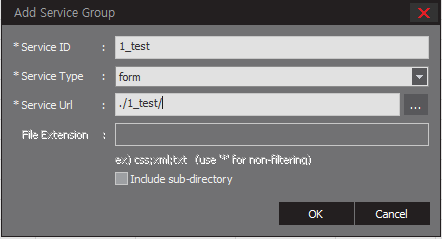 Add Service Group
* Service ID : 1_test
* Service Type : form
* Service Url : ./1_test/ ...
File Extension :
ex) css;xml;txt (use '*' for non-filtering)
Include sub-directory
OK Cancel